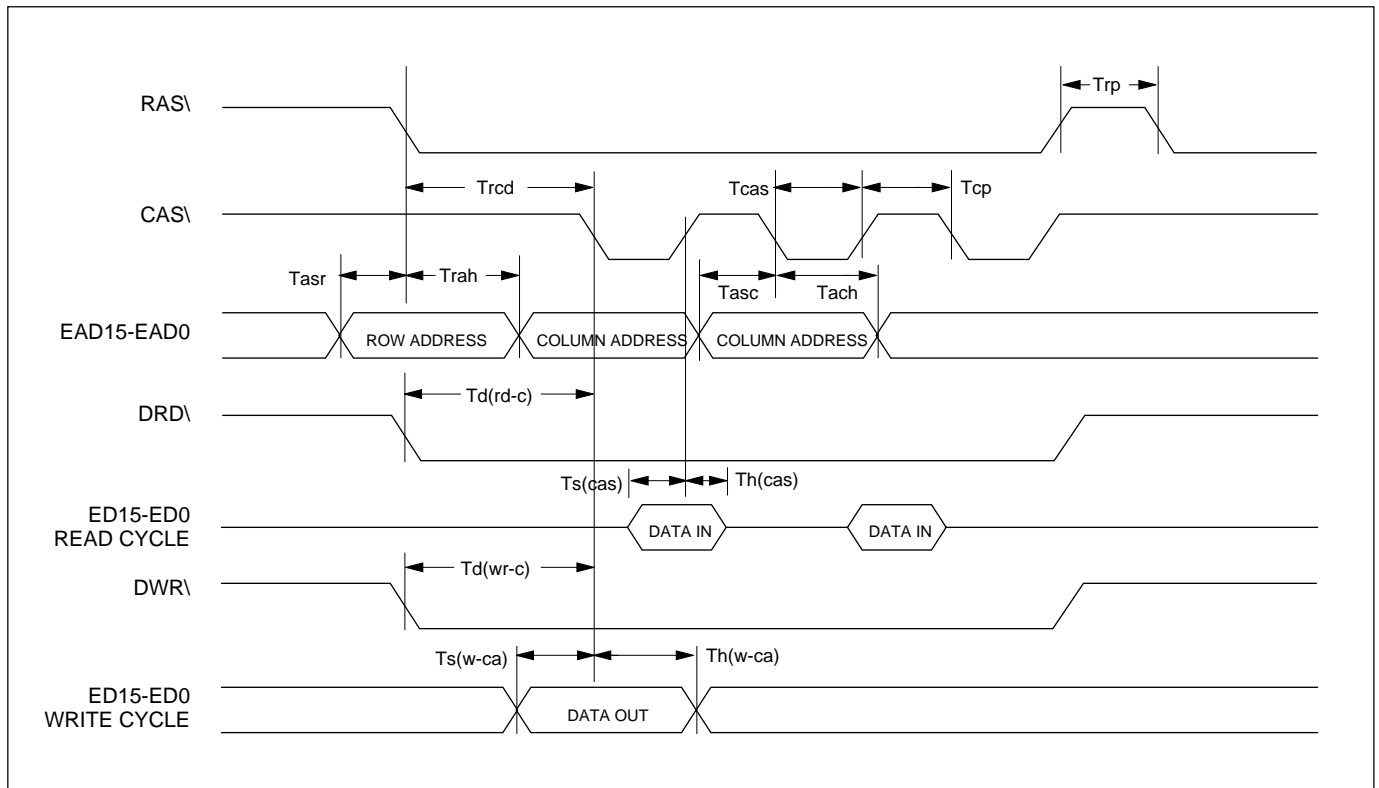 Trp
RAS\
Trcd
Tcas
Tcp
CAS\
Tasr
Trah
Tasc
Tach
EAD15-EAD0
ROW ADDRESS
COLUMN ADDRESS
COLUMN ADDRESS
Td(rd-c)
DRD\
Ts(cas)
Th(cas)
ED15-ED0
READ CYCLE
DATA IN
DATA IN
Td(wr-c)
DWR\
Ts(w-ca)
Th(w-ca)
ED15-ED0
WRITE CYCLE
DATA OUT